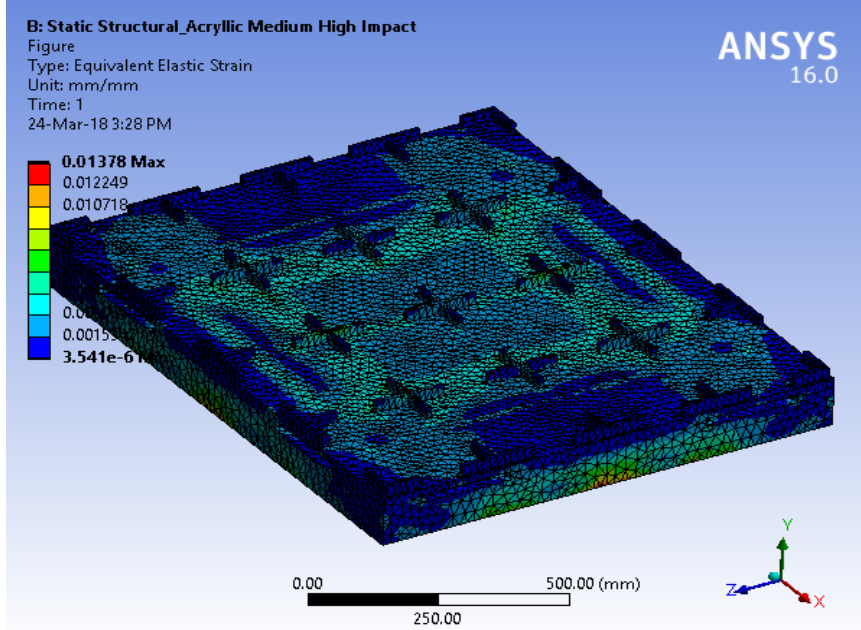 B: Static Structural_Acryllic Medium High Impact
Figure
Type: Equivalent Elastic Strain
Unit: mm/mm
Time: 1
24-Mar-18 3:28 PM
ANSYS
16.0
0.01378 Max
0.012249
0.010718
3.541e-6
Y
Z
X
0.00
500.00 (mm)
250.00